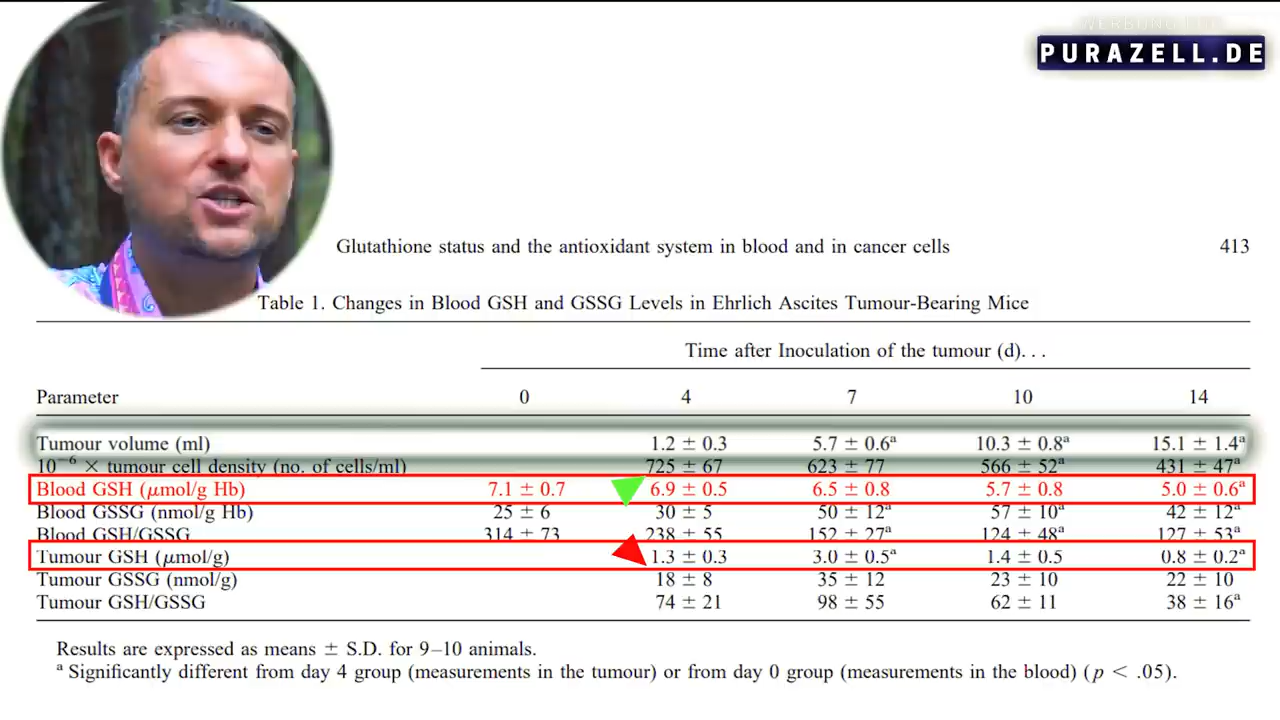 WERBUNG FÜR
PURAZELL.DE
Glutathione status and the antioxidant system in blood and in cancer cells 413
Table 1. Changes in Blood GSH and GSSG Levels in Ehrlich Ascites Tumour-Bearing Mice
Time after Inoculation of the tumour (d). . .
Parameter 0 4 7 10 14
Tumour volume (ml) 1.2 ± 0.3 5.7 ± 0.6ᵃ 10.3 ± 0.8ᵃ 15.1 ± 1.4ᵃ
10⁻⁶ × tumour cell density (no. of cells/ml) 725 ± 67 623 ± 77 566 ± 52ᵃ 431 ± 47ᵃ
Blood GSH (μmol/g Hb) 7.1 ± 0.7 6.9 ± 0.5 6.5 ± 0.8 5.7 ± 0.8 5.0 ± 0.6ᵃ
Blood GSSG (nmol/g Hb) 25 ± 6 30 ± 5 50 ± 12ᵃ 57 ± 10ᵃ 42 ± 12ᵃ
Blood GSH/GSSG 314 ± 73 238 ± 55 152 ± 27ᵃ 124 ± 48ᵃ 127 ± 53ᵃ
Tumour GSH (μmol/g) 1.3 ± 0.3 3.0 ± 0.5ᵃ 1.4 ± 0.5 0.8 ± 0.2ᵃ
Tumour GSSG (nmol/g) 18 ± 8 35 ± 12 23 ± 10 22 ± 10
Tumour GSH/GSSG 74 ± 21 98 ± 55 62 ± 11 38 ± 16ᵃ
Results are expressed as means ± S.D. for 9–10 animals.
ᵃ Significantly different from day 4 group (measurements in the tumour) or from day 0 group (measurements in the blood) (p < .05).